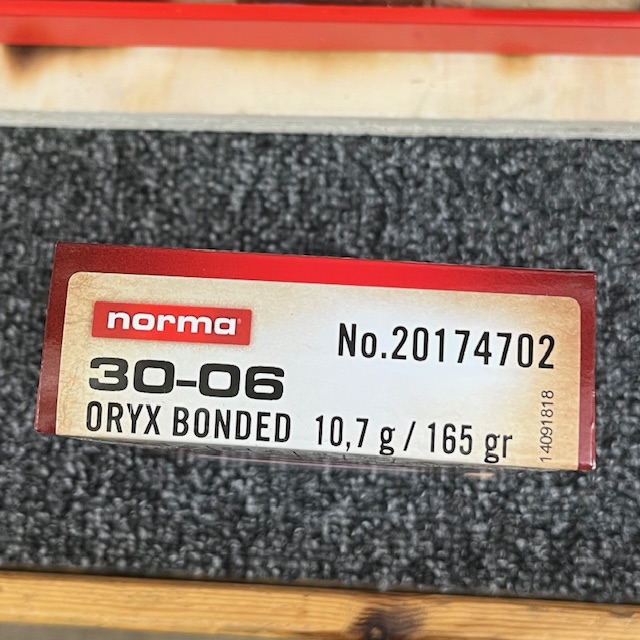 norma
No.20174702
30-06
ORYX BONDED 10,7 g / 165 gr
14091818